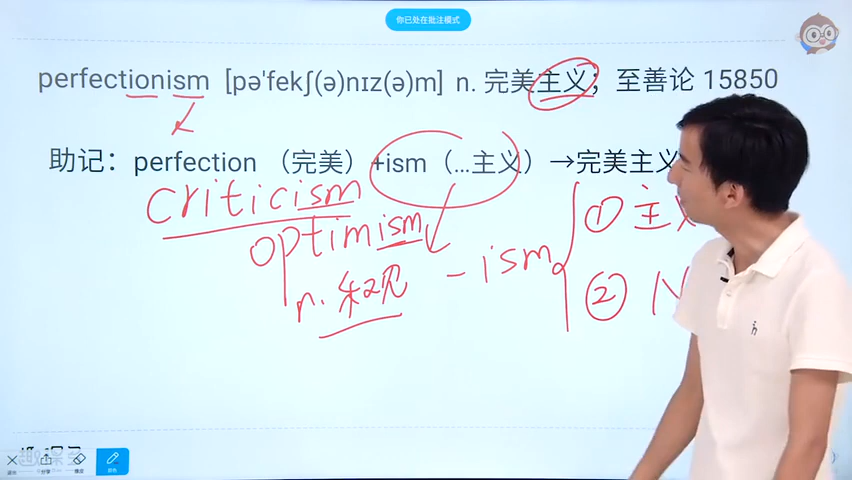 你已处在批注模式
perfectionism [pə'fekʃ(ə)nɪz(ə)m] n. 完美主义；至善论 15850
助记：perfection （完美）+ism（…主义）→完美主义
criticism
optimism
n. 乐观
-ism
① 主义
② N